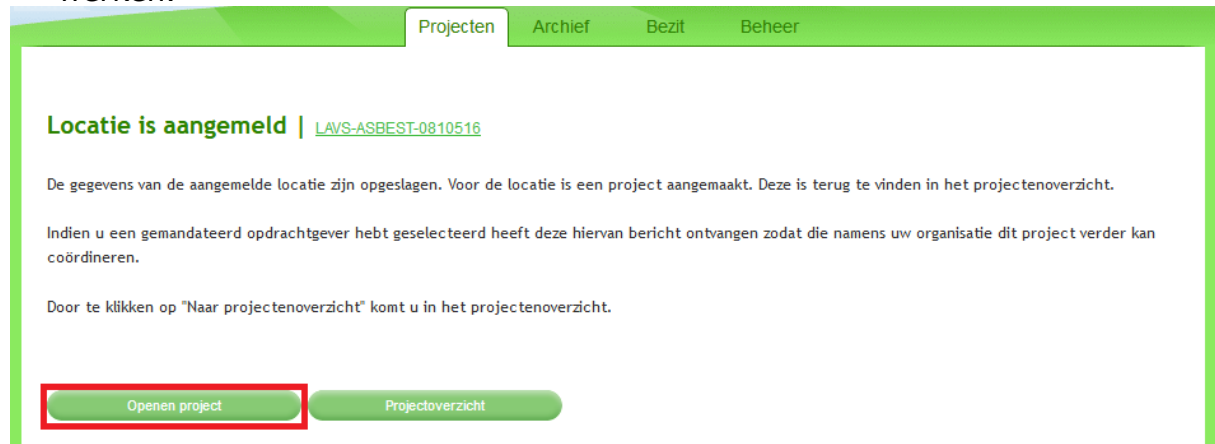 werken.
Projecten Archief Bezit Beheer
Locatie is aangemeld | LAVS-ASBEST-0810516
De gegevens van de aangemelde locatie zijn opgeslagen. Voor de locatie is een project aangemaakt. Deze is terug te vinden in het projectenoverzicht.
Indien u een gemandateerd opdrachtgever hebt geselecteerd heeft deze hiervan bericht ontvangen zodat die namens uw organisatie dit project verder kan
coördineren.
Door te klikken op "Naar projectenoverzicht" komt u in het projectenoverzicht.
Openen project Projectoverzicht